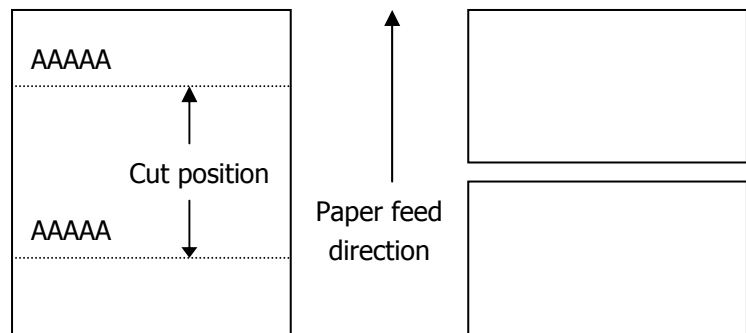 AAAAA
Cut position
AAAAA
Paper feed
direction